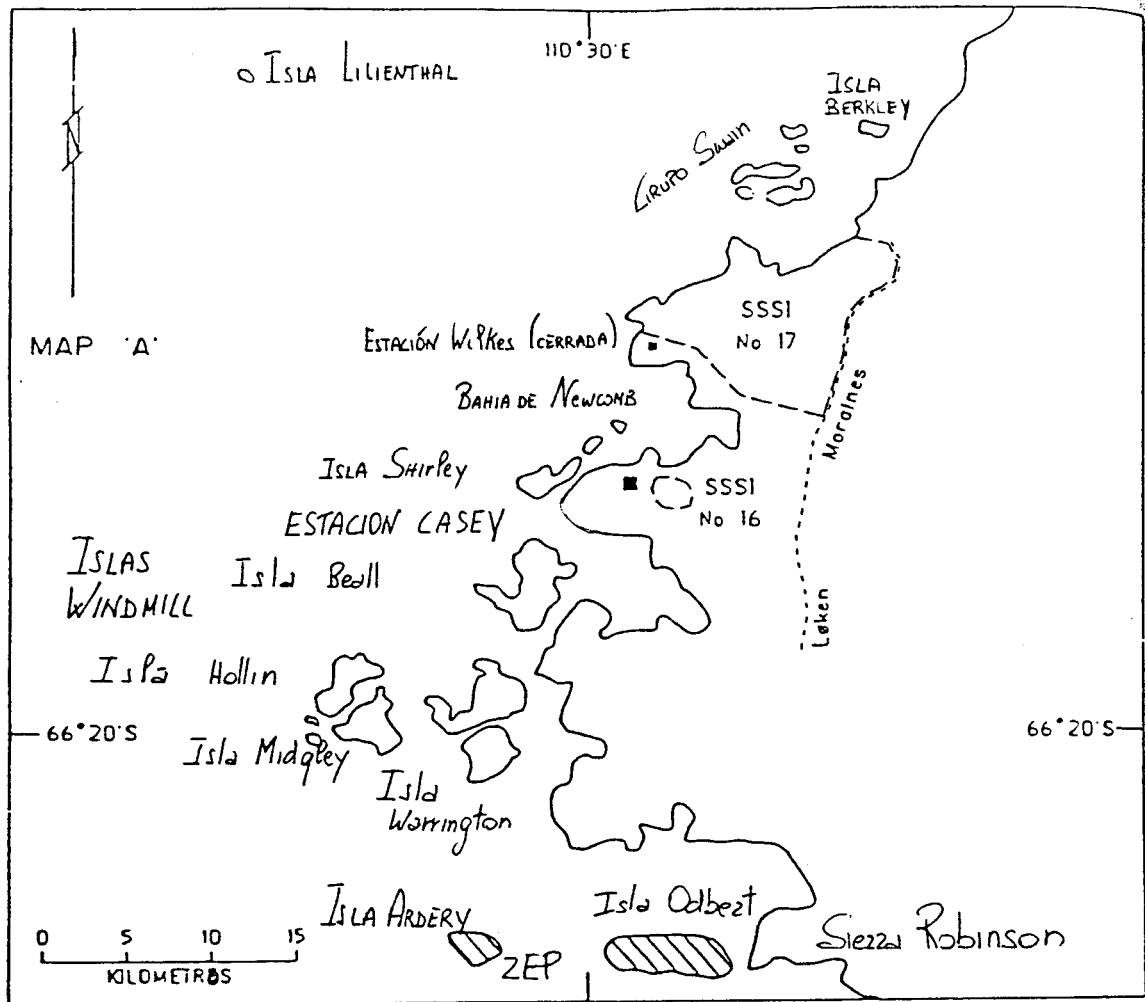 110°30'E
ISLA LILIENTHAL
ISLA
BERKLEY
GRUPO SWAIN
SSSI
No 17
MAP 'A'
ESTACIÓN WILKES (CERRADA)
Moraines
BAHIA DE NEWCOMB
ISLA SHIRLEY
SSSI
No 16
ESTACION CASEY
ISLAS
WINDMILL
Isla Beall
Løken
Isla Hollin
66°20'S
66°20'S
Isla Midgley
Isla
Warrington
ISLA ARDERY
Isla Odbert
Sierra Robinson
0 5 10 15
KILOMETROS
ZEP